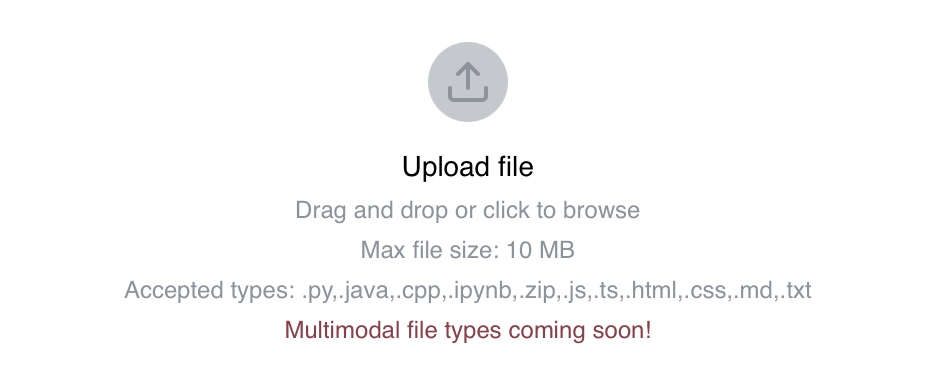 Upload file
Drag and drop or click to browse
Max file size: 10 MB
Accepted types: .py,.java,.cpp,.ipynb,.zip,.js,.ts,.html,.css,.md,.txt
Multimodal file types coming soon!